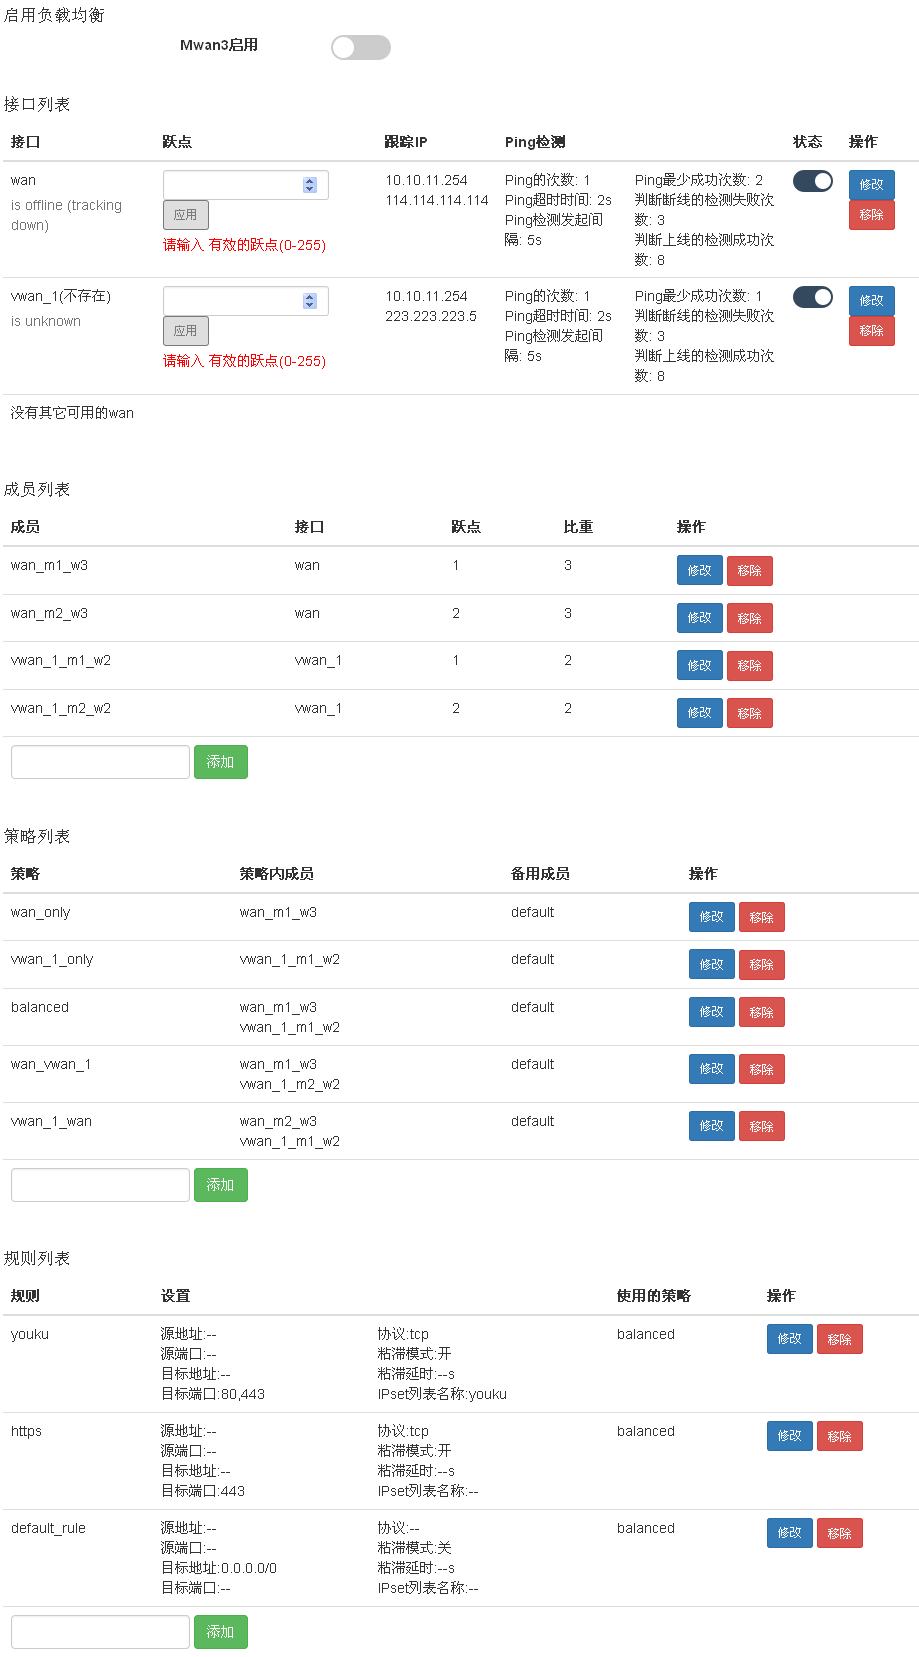 启用负载均衡
Mwan3启用
接口列表
接口 跃点 跟踪IP Ping检测 状态 操作
wan
is offline (tracking down)
应用
请输入 有效的跃点(0-255)
10.10.11.254
114.114.114.114
Ping的次数: 1
Ping超时时间: 2s
Ping检测发起间
隔: 5s
Ping最少成功次数: 2
判断断线的检测失败次
数: 3
判断上线的检测成功次
数: 8
修改
移除
vwan_1(不存在)
is unknown
应用
请输入 有效的跃点(0-255)
10.10.11.254
223.223.223.5
Ping的次数: 1
Ping超时时间: 2s
Ping检测发起间
隔: 5s
Ping最少成功次数: 1
判断断线的检测失败次
数: 3
判断上线的检测成功次
数: 8
修改
移除
没有其它可用的wan
成员列表
成员 接口 跃点 比重 操作
wan_m1_w3 wan 1 3 修改 移除
wan_m2_w3 wan 2 3 修改 移除
vwan_1_m1_w2 vwan_1 1 2 修改 移除
vwan_1_m2_w2 vwan_1 2 2 修改 移除
添加
策略列表
策略 策略内成员 备用成员 操作
wan_only wan_m1_w3 default 修改 移除
vwan_1_only vwan_1_m1_w2 default 修改 移除
balanced wan_m1_w3 default 修改 移除
vwan_1_m1_w2
wan_vwan_1 wan_m1_w3 default 修改 移除
vwan_1_m2_w2
vwan_1_wan wan_m2_w3 default 修改 移除
vwan_1_m1_w2
添加
规则列表
规则 设置 使用的策略 操作
youku 源地址:-- 协议:tcp balanced 修改 移除
源端口:-- 粘滞模式:开
目标地址:-- 粘滞延时:--s
目标端口:80,443 IPset列表名称:youku
https 源地址:-- 协议:tcp balanced 修改 移除
源端口:-- 粘滞模式:开
目标地址:-- 粘滞延时:--s
目标端口:443 IPset列表名称:--
default_rule 源地址:-- 协议:-- balanced 修改 移除
源端口:-- 粘滞模式:关
目标地址:0.0.0.0/0 粘滞延时:--s
目标端口:-- IPset列表名称:--
添加